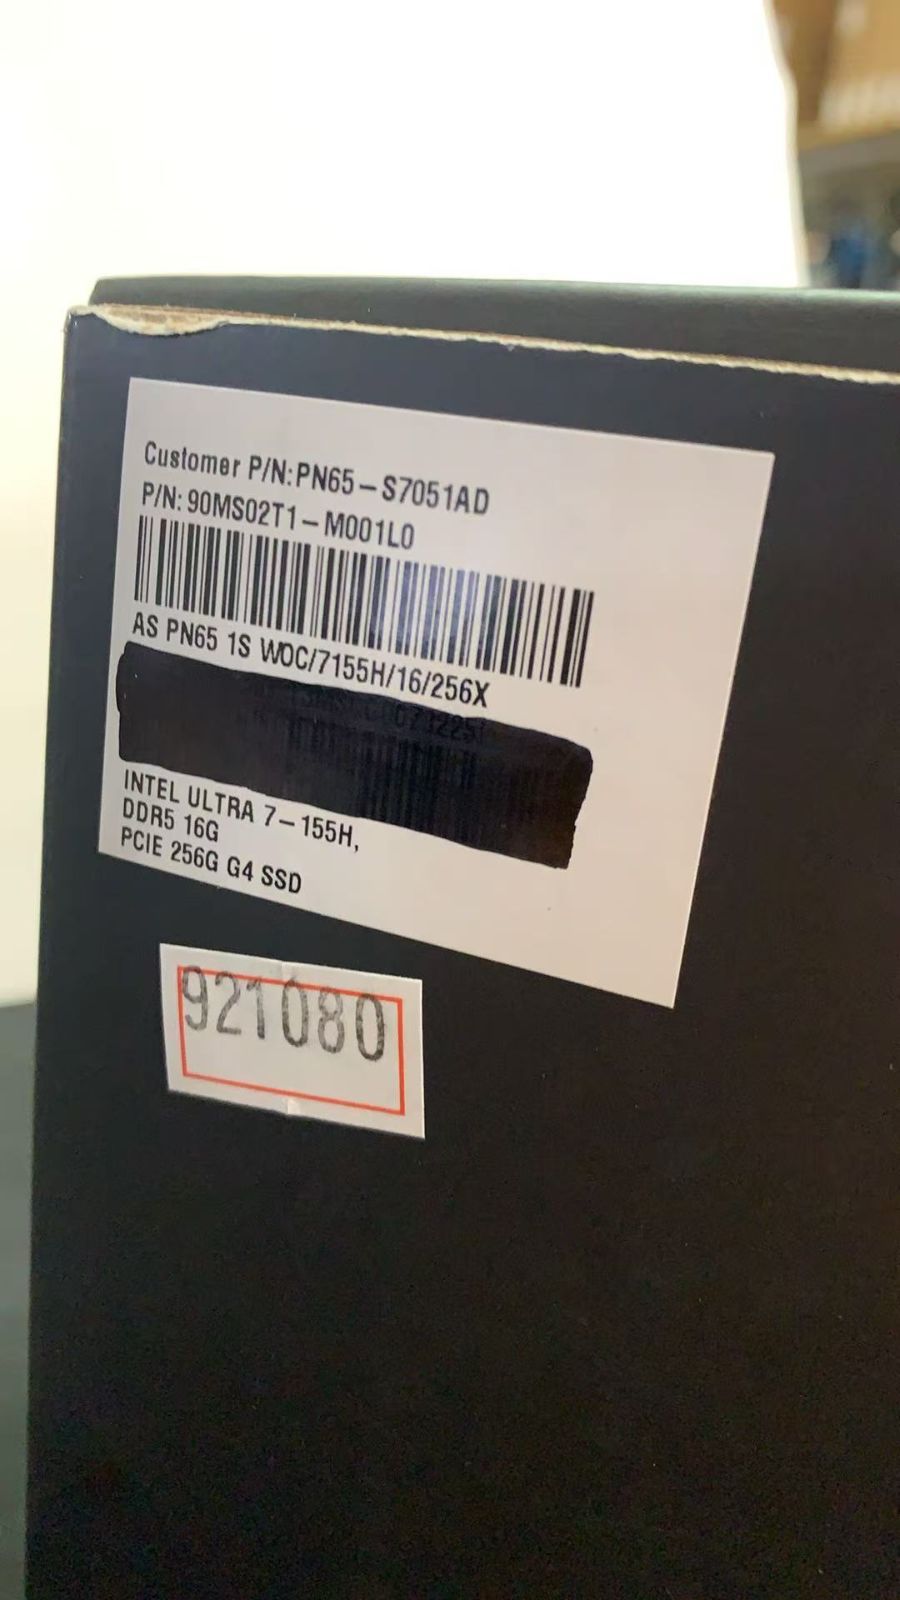 Customer P/N:PN65-S7051AD
P/N: 90MS02T1-M001L0
AS PN65 1S WOC/7155H/16/256X
INTEL ULTRA 7-155H,
DDR5 16G
PCIE 256G G4 SSD
921080